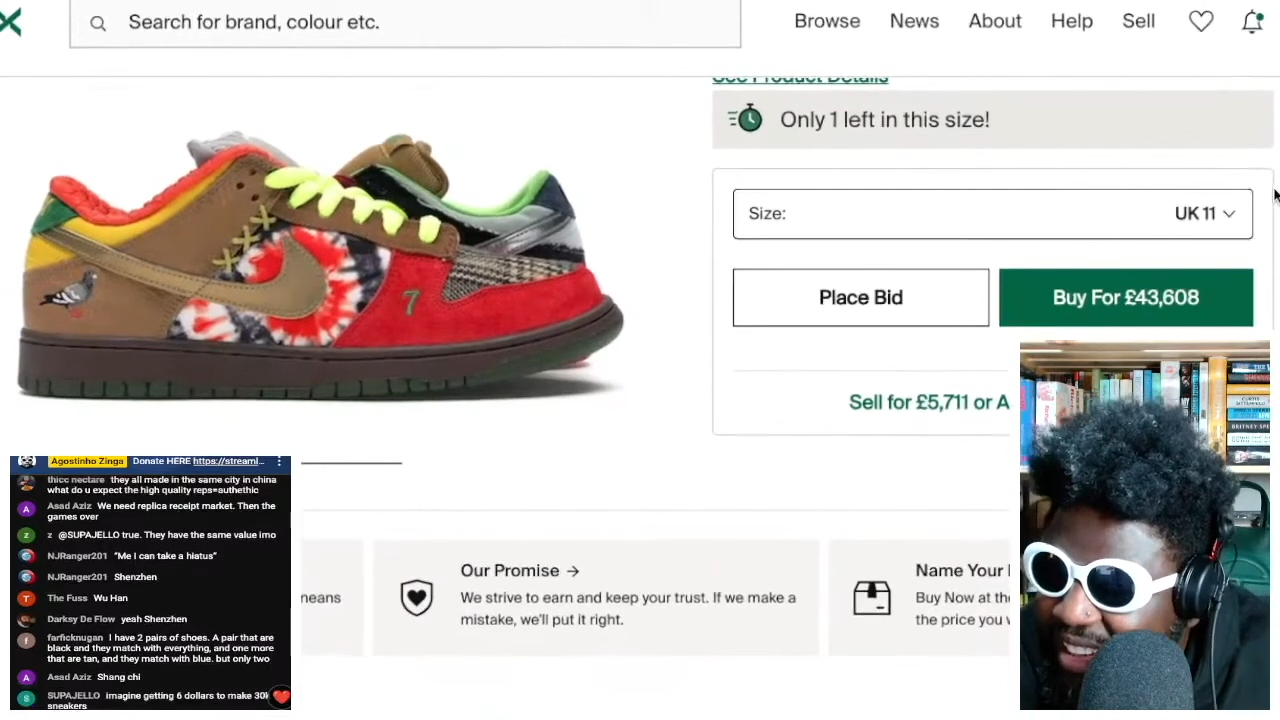 Search for brand, colour etc.
Browse
News
About
Help
Sell
See Product Details
Only 1 left in this size!
Size:
UK 11
Place Bid
Buy For £43,608
Sell for £5,711 or A
7
Agostinho Zinga Donate HERE https://streaml...
thicc nectare they all made in the same city in china
what do u expect the high quality reps=authethic
Asad Aziz We need replica receipt market. Then the
games over
z @SUPAJELLO true. They have the same value imo
NJRanger201 "Me I can take a hiatus"
NJRanger201 Shenzhen
The Fuss Wu Han
Darksy De Flow yeah Shenzhen
farficknugan I have 2 pairs of shoes. A pair that are
black and they match with everything, and one more
that are tan, and they match with blue. but only two
Asad Aziz Shang chi
SUPAJELLO imagine getting 6 dollars to make 30k
sneakers
neans
Our Promise →
We strive to earn and keep your trust. If we make a
mistake, we'll put it right.
Name Your
Buy Now at the
the price you
BRITNEY SPE